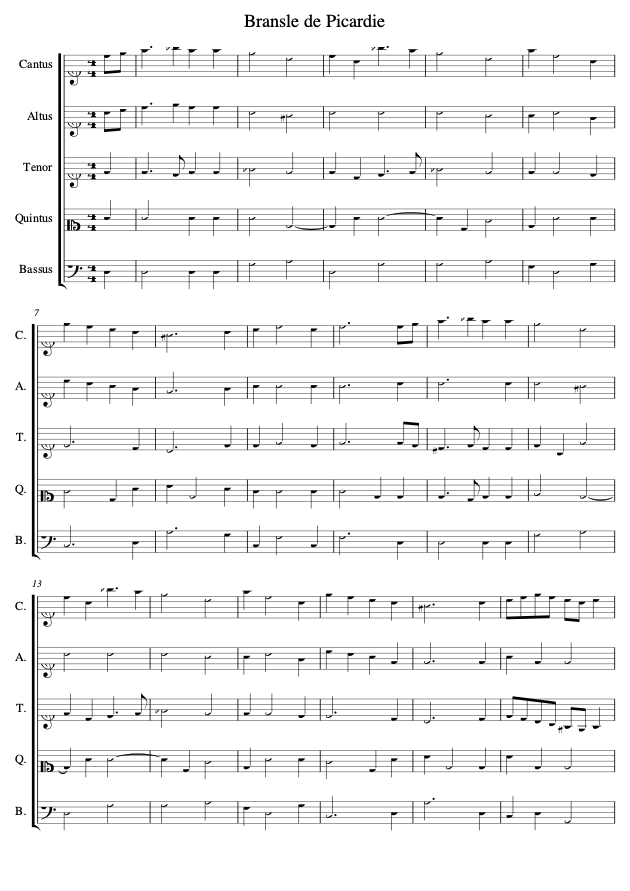 Bransle de Picardie
Cantus
Altus
Tenor
Quintus
Bassus
7
C.
A.
T.
Q.
B.
13
C.
A.
T.
Q.
B.